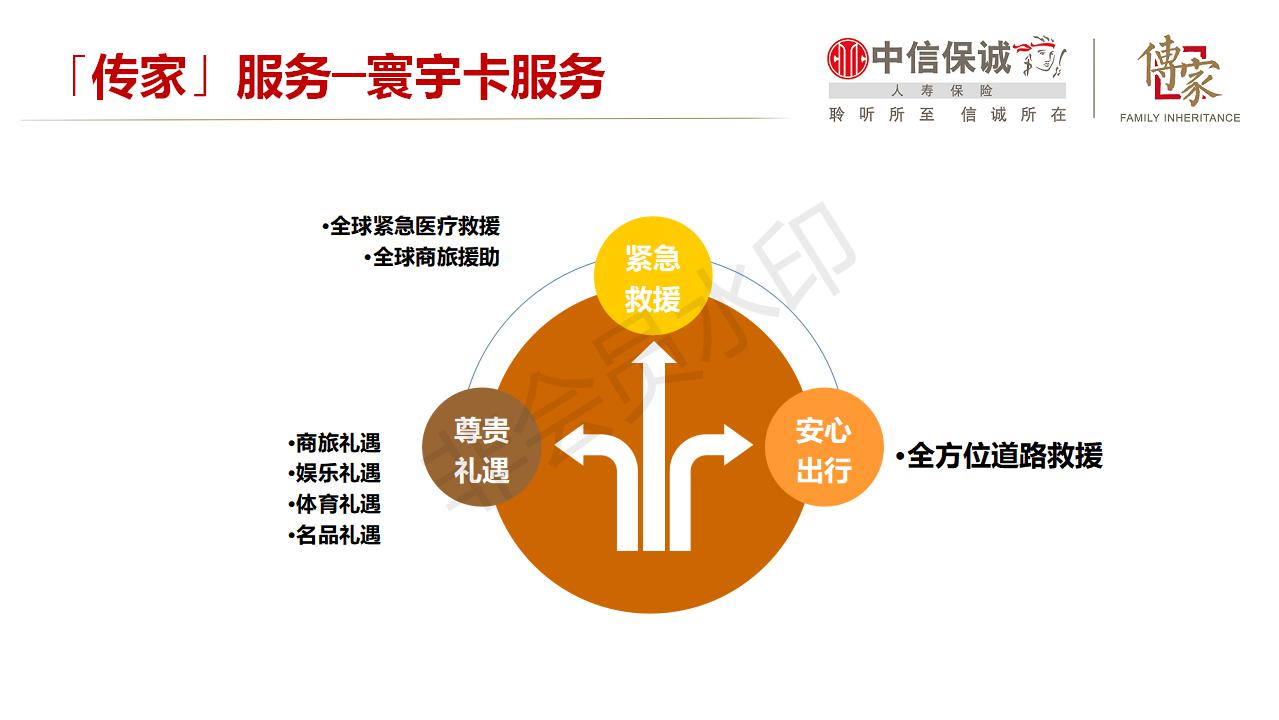 「传家」服务—寰宇卡服务
中信保诚
人寿保险
聆听所至 信诚所在
傳家
FAMILY INHERITANCE
•全球紧急医疗救援
•全球商旅援助
紧急
救援
尊贵
礼遇
•商旅礼遇
•娱乐礼遇
•体育礼遇
•名品礼遇
安心
出行
•全方位道路救援
非会员水印